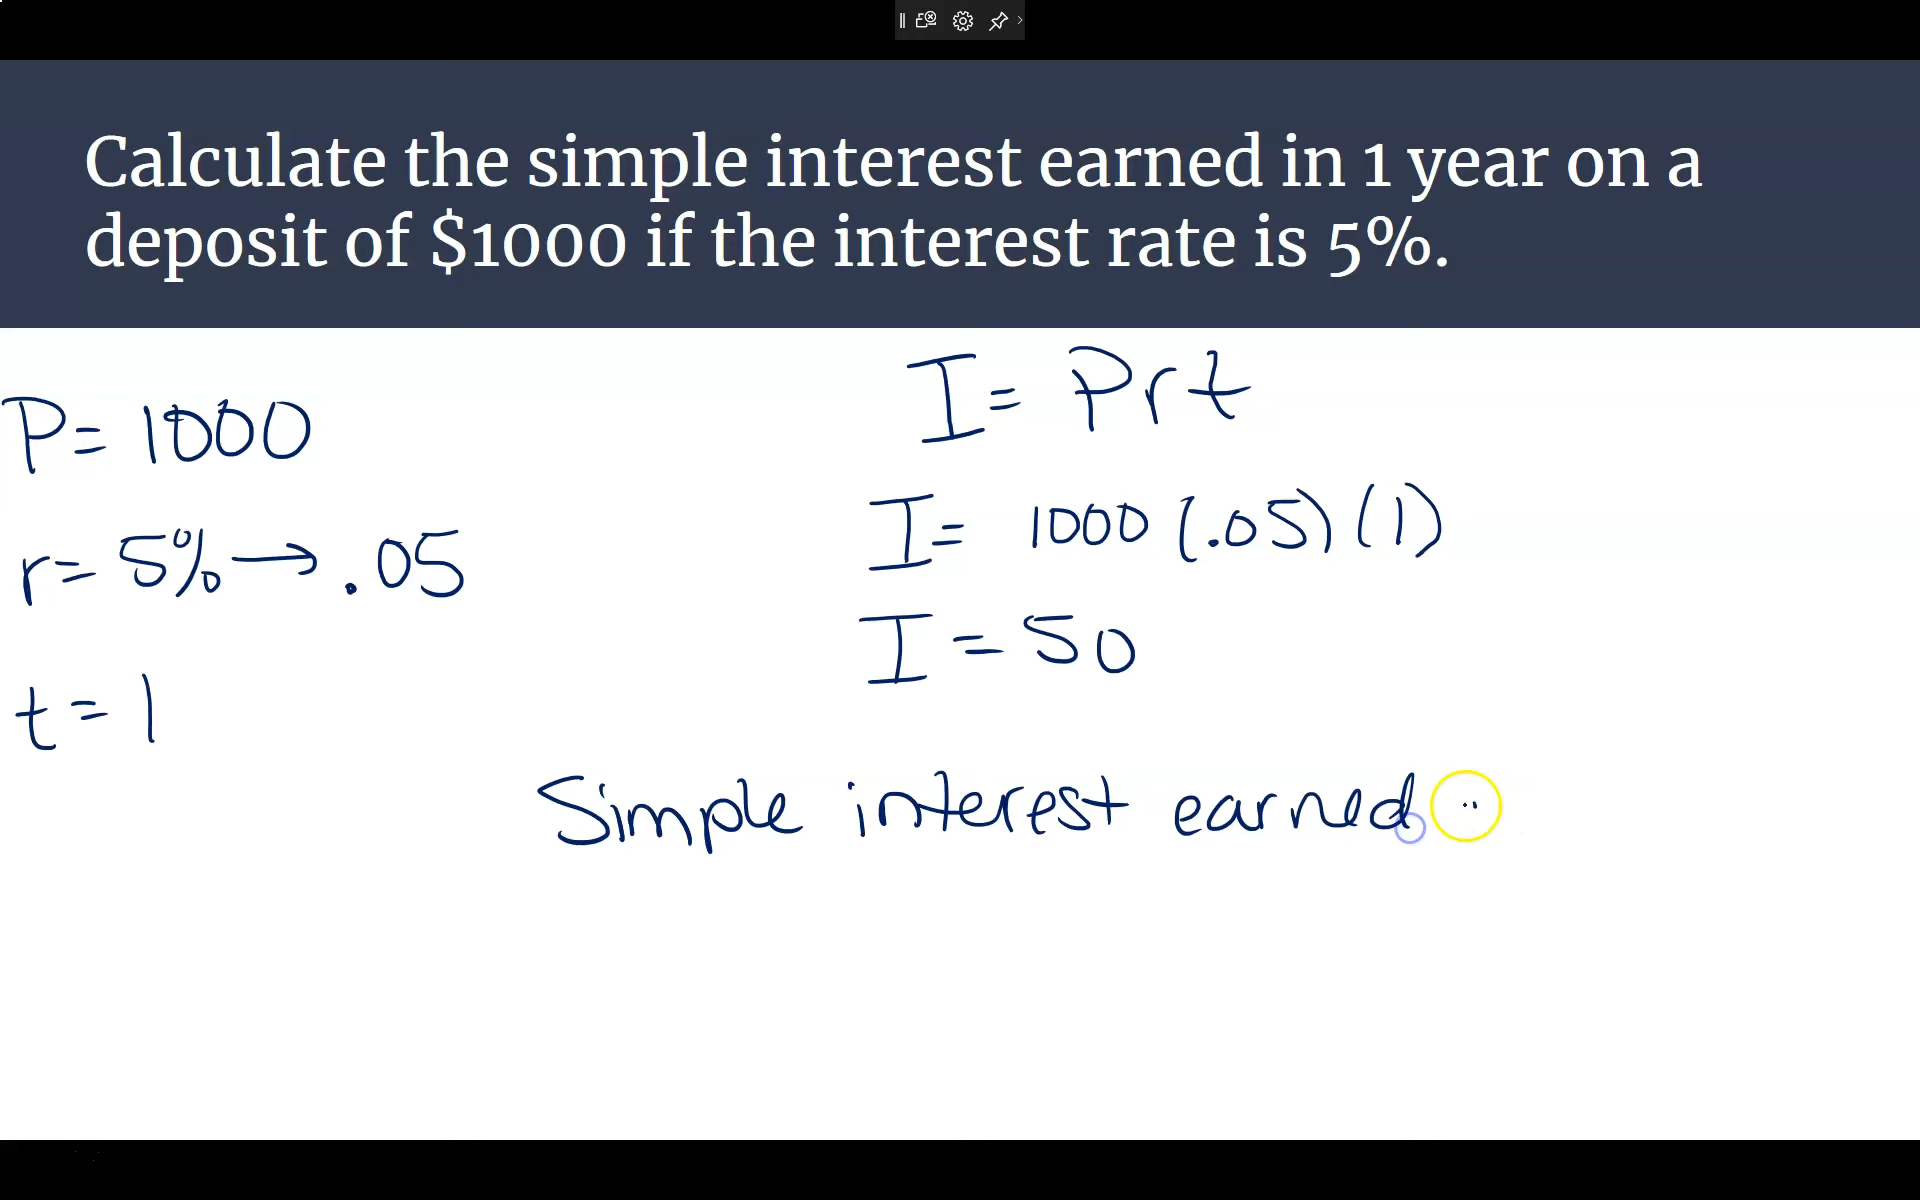 Calculate the simple interest earned in 1 year on a
deposit of $1000 if the interest rate is 5%.
P= 1000
r= 5% → .05
t = 1
I= Prt
I= 1000 (.05) (1)
I = 50
Simple interest earned